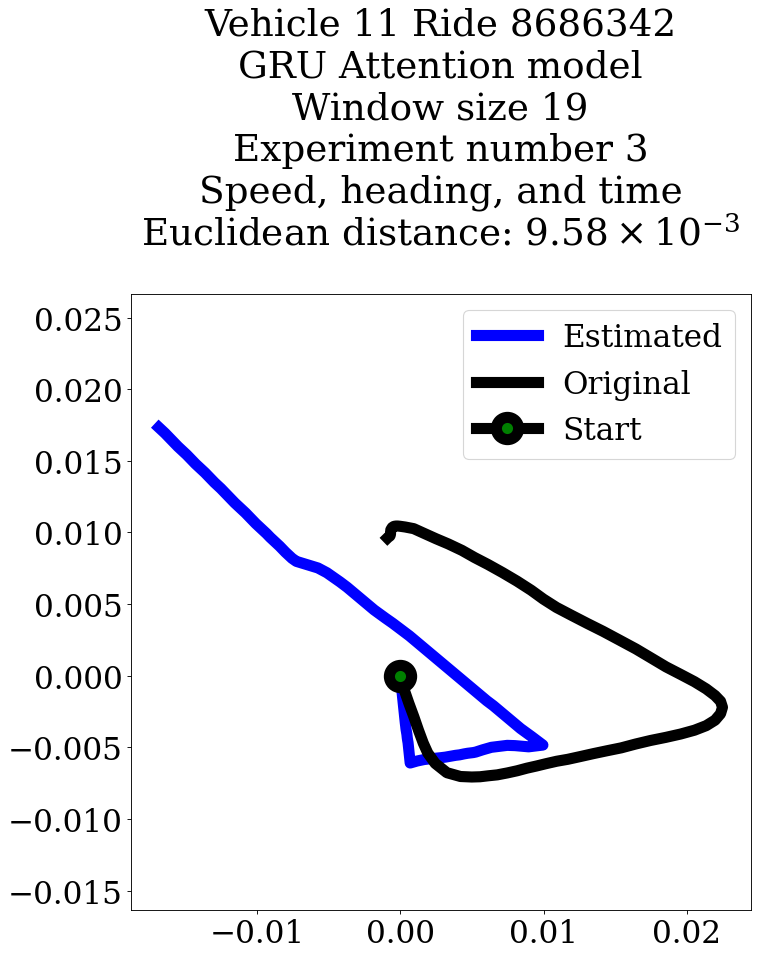 Vehicle 11 Ride 8686342
GRU Attention model
Window size 19
Experiment number 3
Speed, heading, and time
Euclidean distance: 9.58 × 10⁻³
Estimated
Original
Start
0.025
0.020
0.015
0.010
0.005
0.000
−0.005
−0.010
−0.015
−0.01 0.00 0.01 0.02